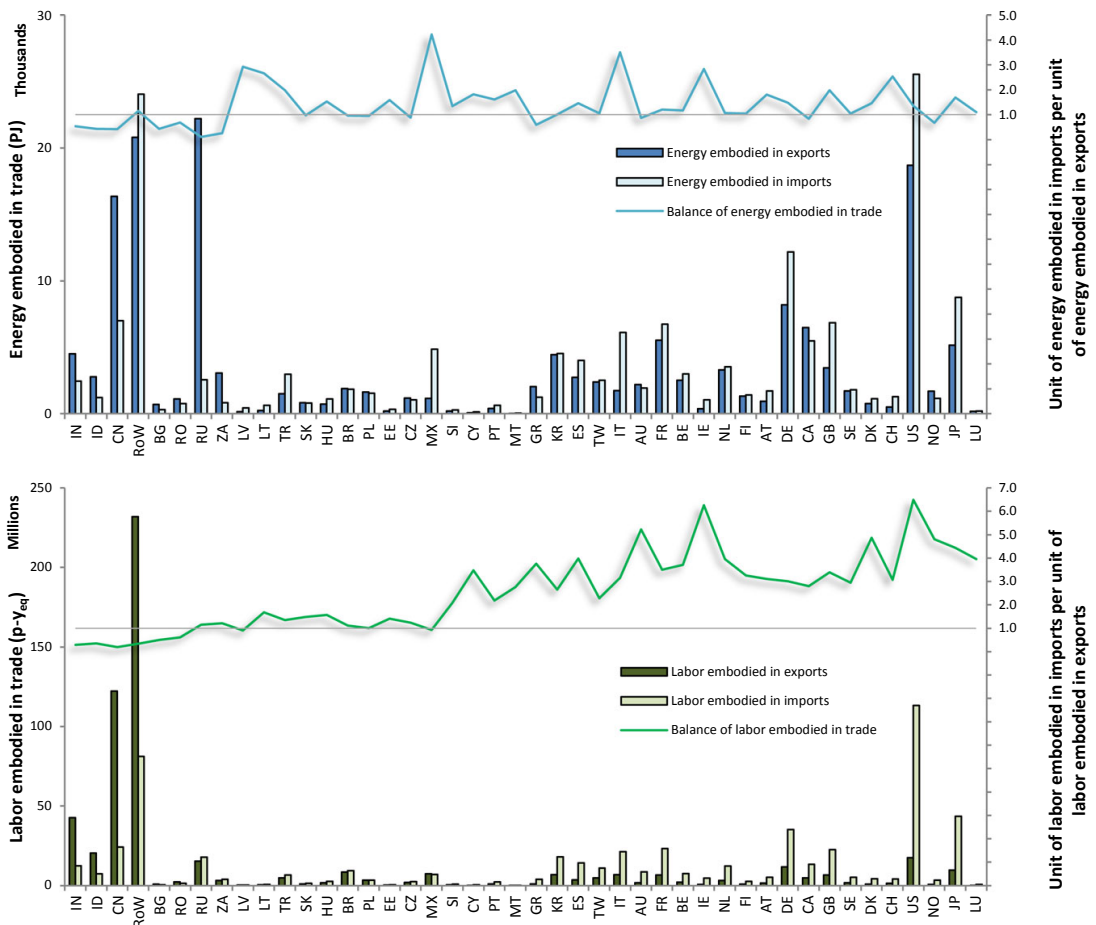 Thousands
Energy embodied in trade (PJ)
30
20
10
0
5.0
4.0
3.0
2.0
1.0
Unit of energy embodied in imports per unit
of energy embodied in exports
Energy embodied in exports
Energy embodied in imports
Balance of energy embodied in trade
IN ID CN RoW BG RO RU ZA LV LT TR SK HU BR PL EE CZ MX SI CY PT MT GR KR ES TW IT AU FR BE IE NL FI AT DE CA GB SE DK CH US NO JP LU
Millions
Labor embodied in trade (p-yeq)
250
200
150
100
50
0
7.0
6.0
5.0
4.0
3.0
2.0
1.0
Unit of labor embodied in imports per unit of
labor embodied in exports
Labor embodied in exports
Labor embodied in imports
Balance of labor embodied in trade
IN ID CN RoW BG RO RU ZA LV LT TR SK HU BR PL EE CZ MX SI CY PT MT GR KR ES TW IT AU FR BE IE NL FI AT DE CA GB SE DK CH US NO JP LU